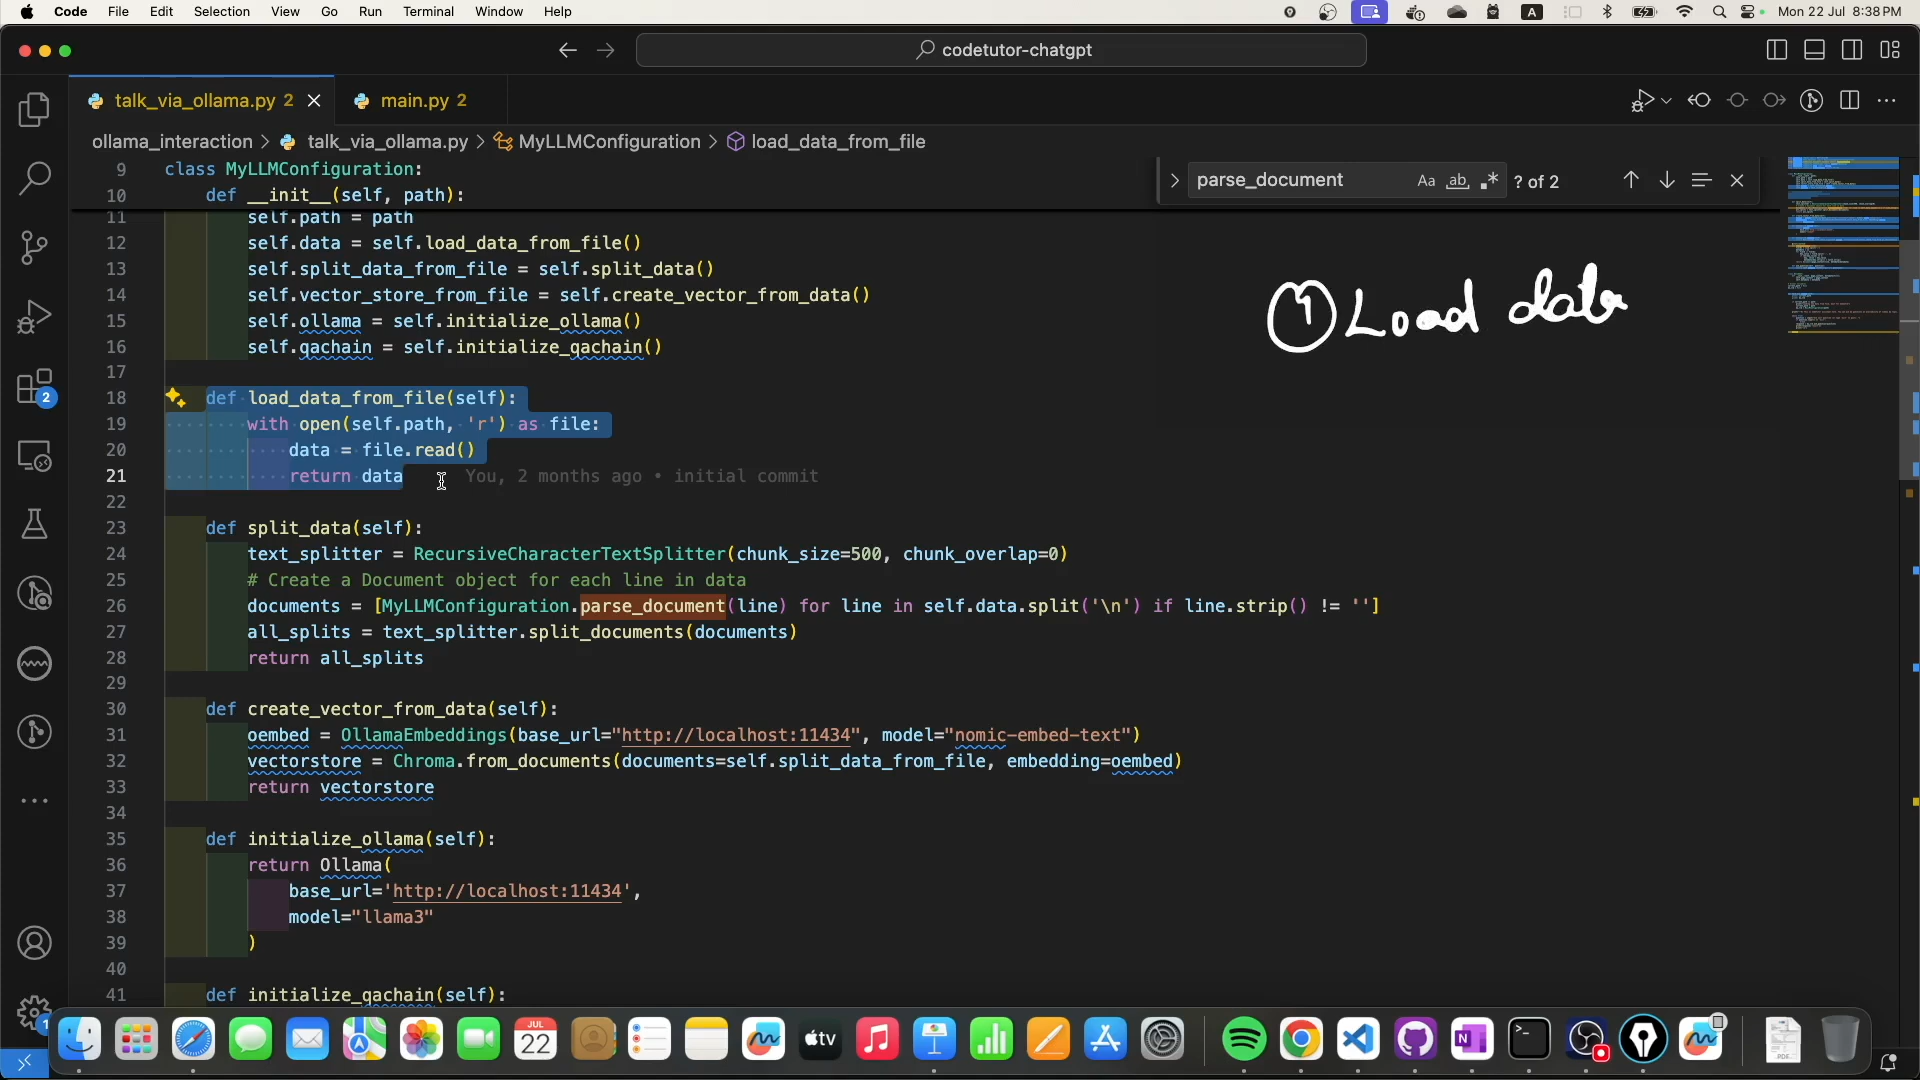 Code File Edit Selection View Go Run Terminal Window Help A Mon 22 Jul 8:38 PM
codetutor-chatgpt
talk_via_ollama.py 2 main.py 2
ollama_interaction > talk_via_ollama.py > MyLLMConfiguration > load_data_from_file
parse_document Aa ab .* ? of 2
9 class MyLLMConfiguration:
10 def __init__(self, path):
11 self.path = path
12 self.data = self.load_data_from_file()
13 self.split_data_from_file = self.split_data()
14 self.vector_store_from_file = self.create_vector_from_data()
15 self.ollama = self.initialize_ollama()
16 self.qachain = self.initialize_qachain()
17
① Load data
18 def load_data_from_file(self):
19 with open(self.path, 'r') as file:
20 data = file.read()
21 return data You, 2 months ago • initial commit
22
23 def split_data(self):
24 text_splitter = RecursiveCharacterTextSplitter(chunk_size=500, chunk_overlap=0)
25 # Create a Document object for each line in data
26 documents = [MyLLMConfiguration.parse_document(line) for line in self.data.split('\n') if line.strip() != '']
27 all_splits = text_splitter.split_documents(documents)
28 return all_splits
29
30 def create_vector_from_data(self):
31 oembed = OllamaEmbeddings(base_url="http://localhost:11434", model="nomic-embed-text")
32 vectorstore = Chroma.from_documents(documents=self.split_data_from_file, embedding=oembed)
33 return vectorstore
34
35 def initialize_ollama(self):
36 return Ollama(
37 base_url='http://localhost:11434',
38 model="llama3"
39 )
40
41 def initialize_qachain(self):
2
1
JUL
22
tv
N
PDF